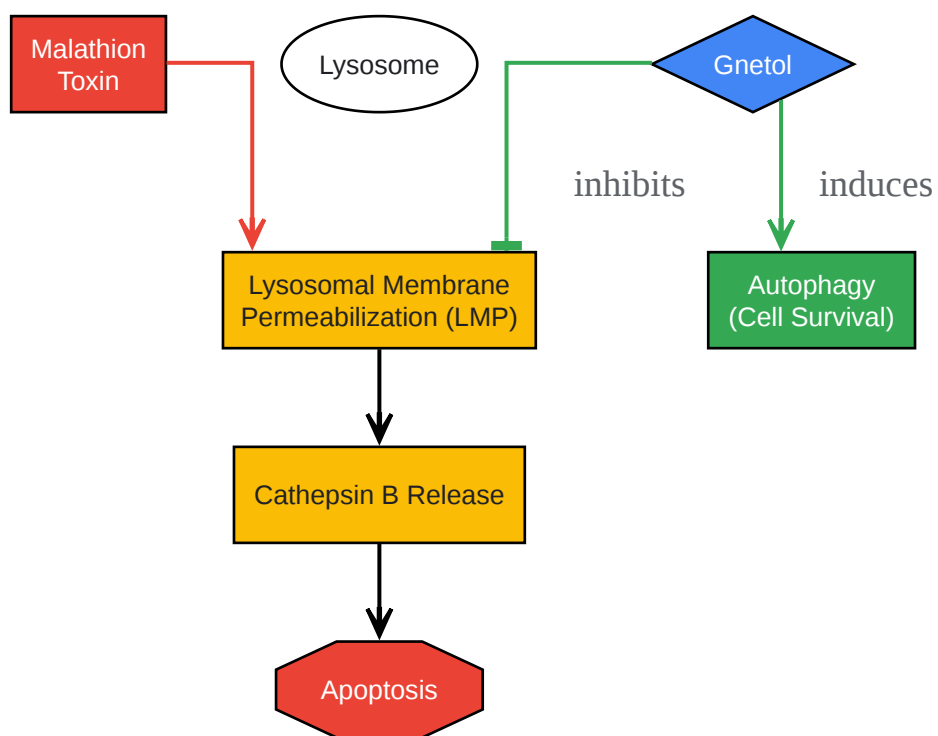 Malathion
Toxin
Lysosome
Gnetol
inhibits
induces
Lysosomal Membrane
Permeabilization (LMP)
Autophagy
(Cell Survival)
Cathepsin B Release
Apoptosis